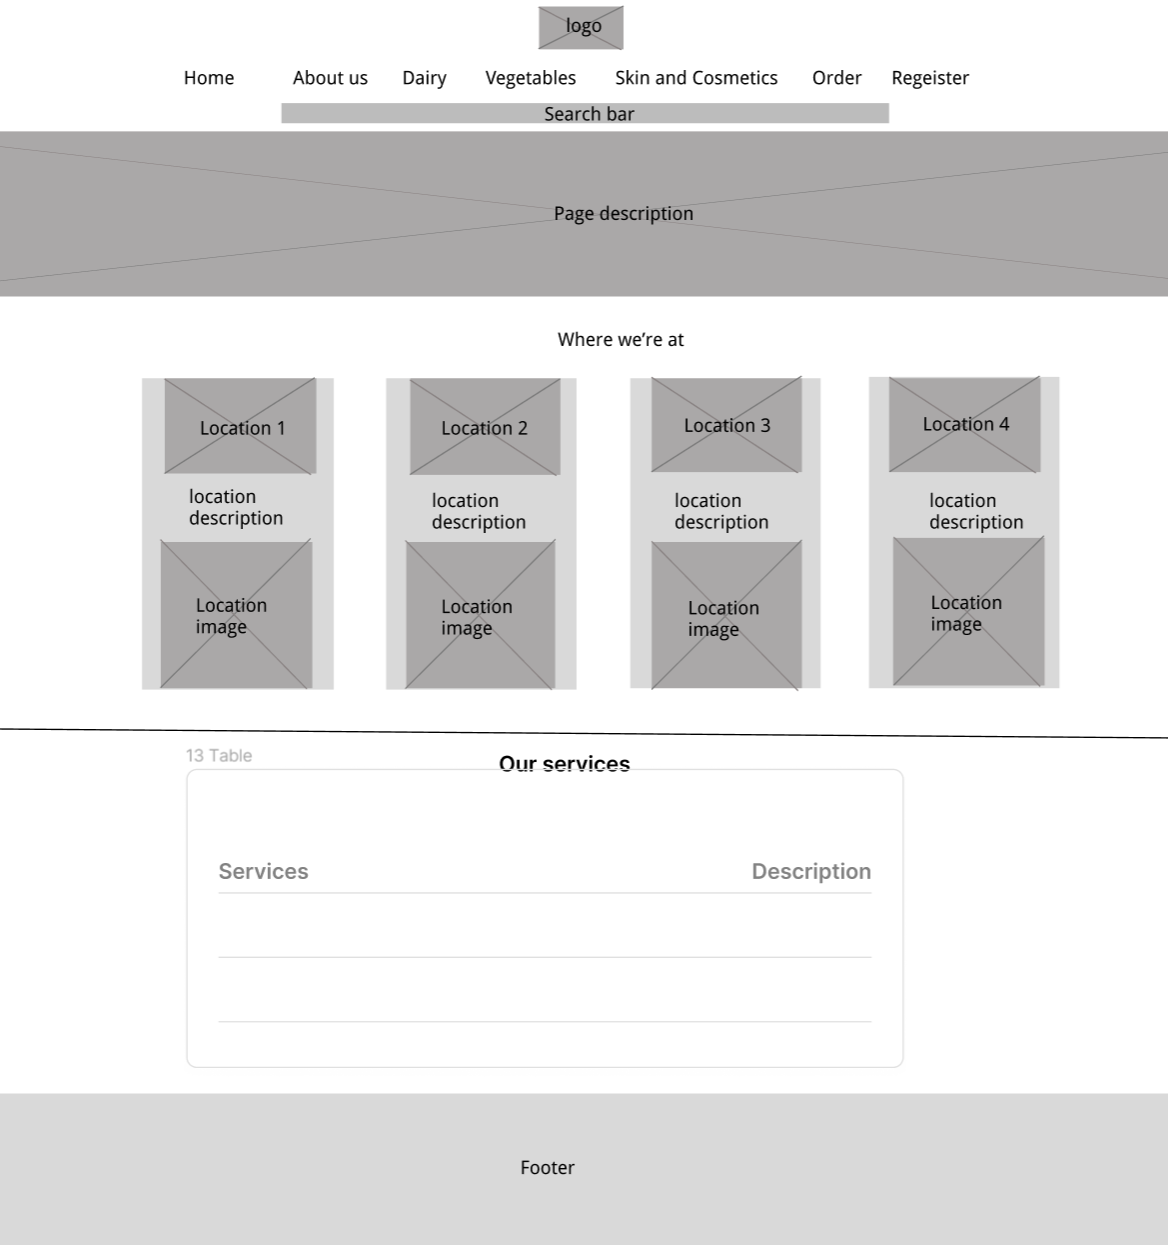 logo
Home About us Dairy Vegetables Skin and Cosmetics Order Regeister
Search bar
Page description
Where we're at
Location 1 Location 2 Location 3 Location 4
location
description
location
description
location
description
location
description
Location
image
Location
image
Location
image
Location
image
13 Table
Our services
Services Description
Footer